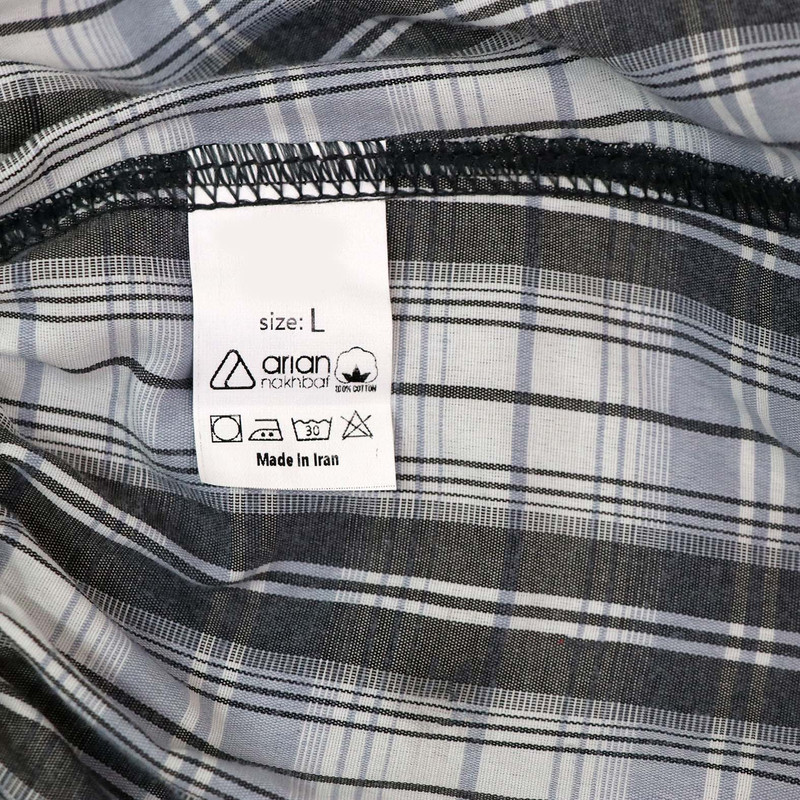 size: L
arian
nakhbaf
100% COTTON
30
Made in Iran